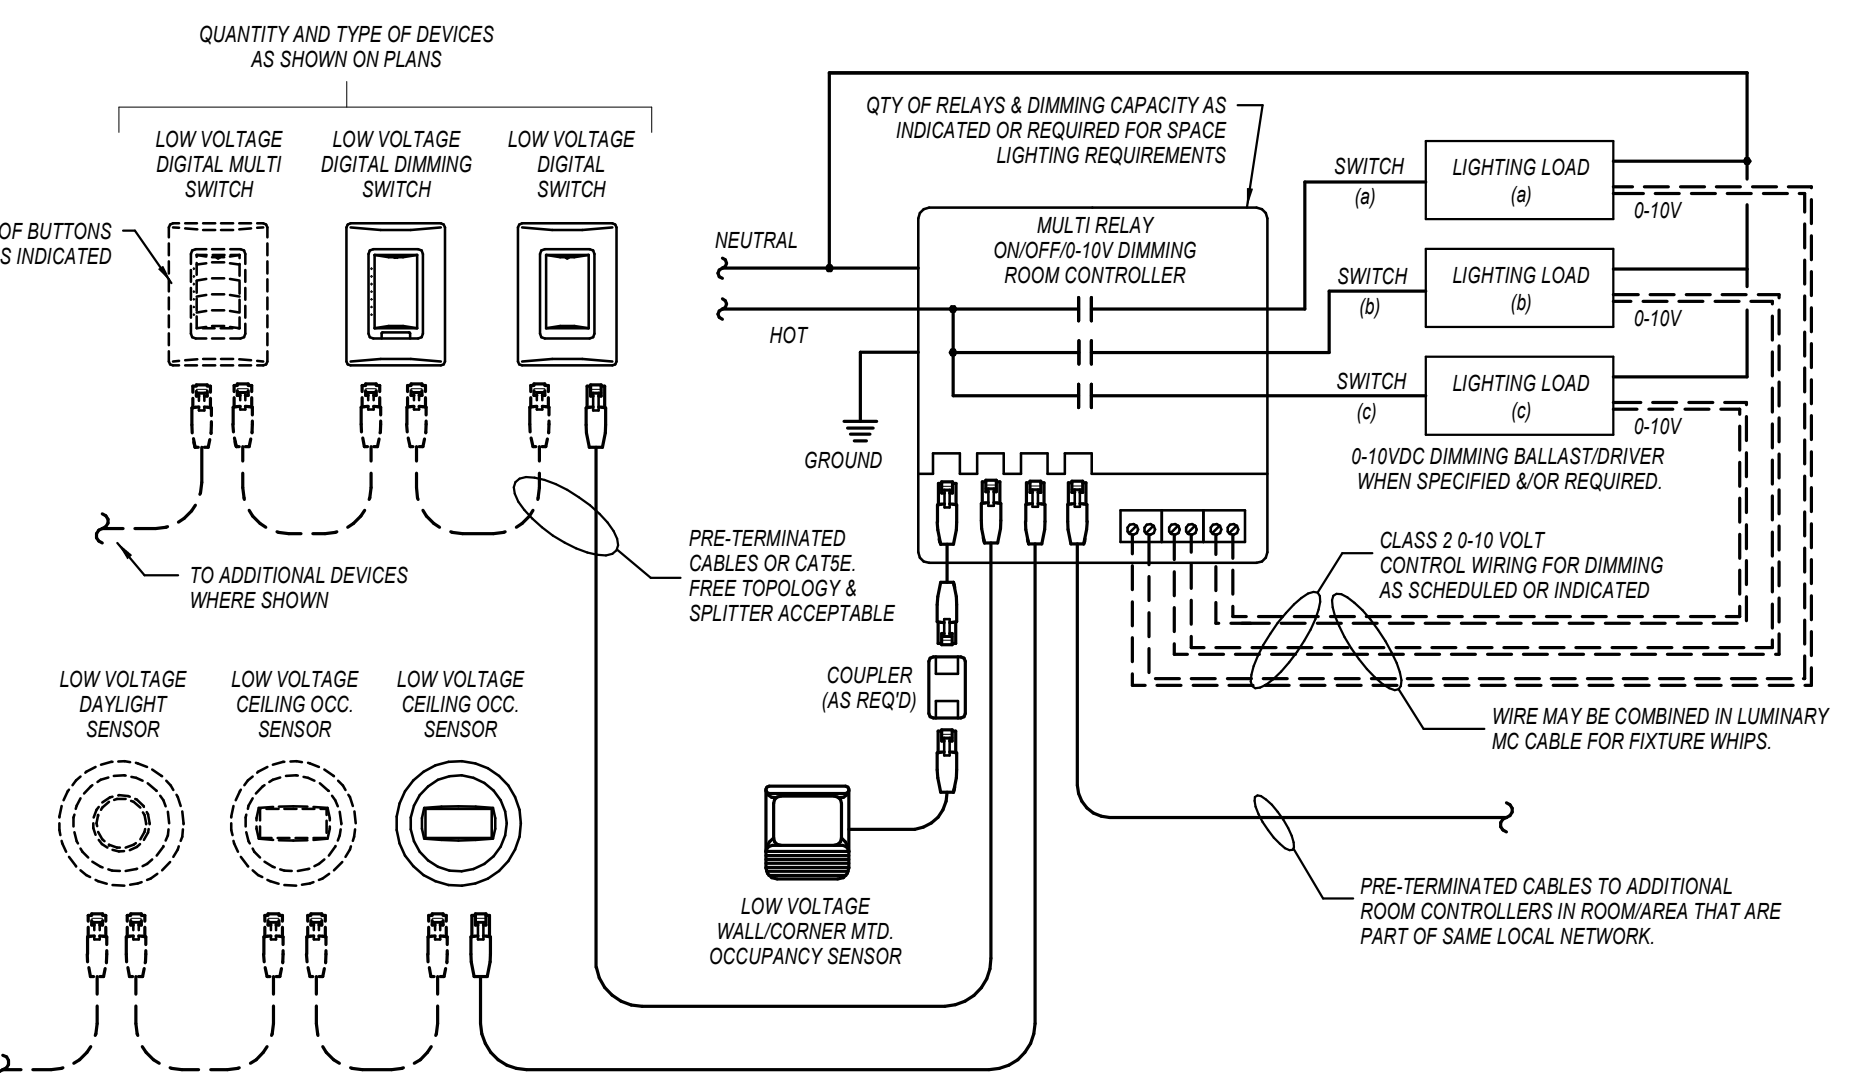 QUANTITY AND TYPE OF DEVICES
AS SHOWN ON PLANS
LOW VOLTAGE
DIGITAL MULTI
SWITCH
LOW VOLTAGE
DIGITAL DIMMING
SWITCH
LOW VOLTAGE
DIGITAL
SWITCH
OF BUTTONS
S INDICATED
TO ADDITIONAL DEVICES
WHERE SHOWN
PRE-TERMINATED
CABLES OR CAT5E.
FREE TOPOLOGY &
SPLITTER ACCEPTABLE
QTY OF RELAYS & DIMMING CAPACITY AS
INDICATED OR REQUIRED FOR SPACE
LIGHTING REQUIREMENTS
NEUTRAL
HOT
GROUND
MULTI RELAY
ON/OFF/0-10V DIMMING
ROOM CONTROLLER
SWITCH
(a)
LIGHTING LOAD
(a)
0-10V
SWITCH
(b)
LIGHTING LOAD
(b)
0-10V
SWITCH
(c)
LIGHTING LOAD
(c)
0-10V
0-10VDC DIMMING BALLAST/DRIVER
WHEN SPECIFIED &/OR REQUIRED.
CLASS 2 0-10 VOLT
CONTROL WIRING FOR DIMMING
AS SCHEDULED OR INDICATED
WIRE MAY BE COMBINED IN LUMINARY
MC CABLE FOR FIXTURE WHIPS.
COUPLER
(AS REQ'D)
LOW VOLTAGE
DAYLIGHT
SENSOR
LOW VOLTAGE
CEILING OCC.
SENSOR
LOW VOLTAGE
CEILING OCC.
SENSOR
LOW VOLTAGE
WALL/CORNER MTD.
OCCUPANCY SENSOR
PRE-TERMINATED CABLES TO ADDITIONAL
ROOM CONTROLLERS IN ROOM/AREA THAT ARE
PART OF SAME LOCAL NETWORK.